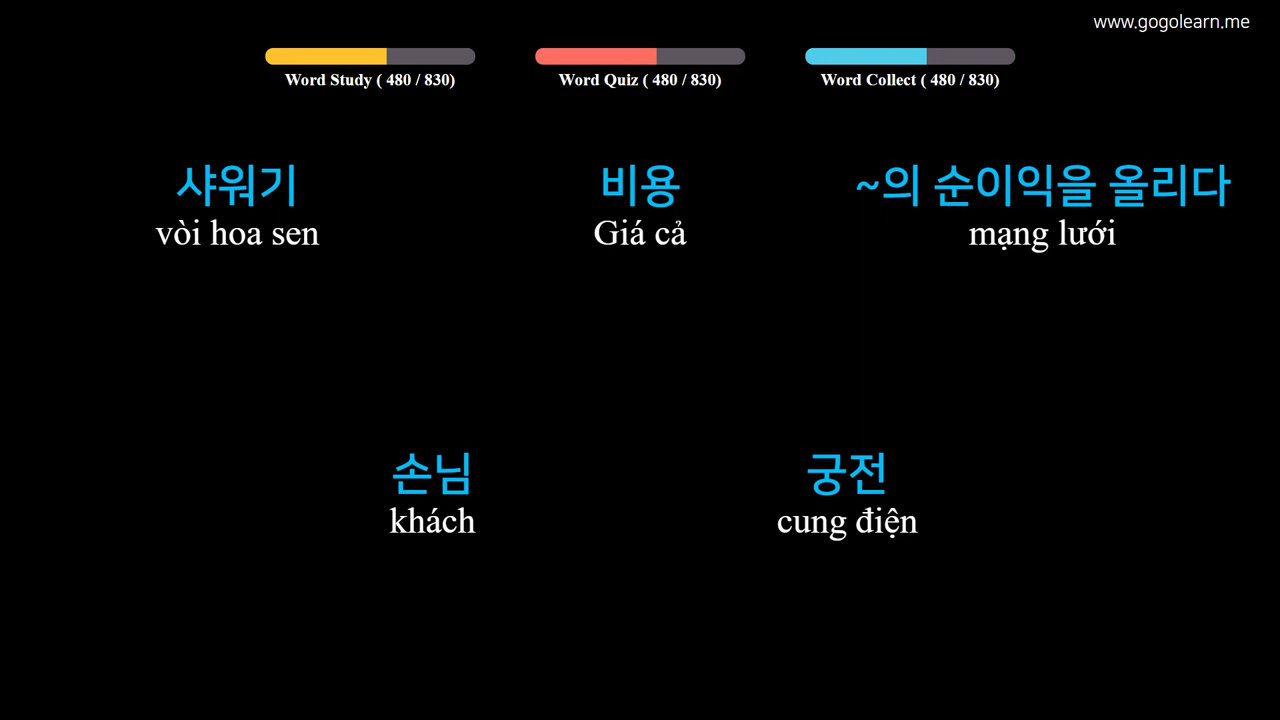 www.gogolearn.me
Word Study ( 480 / 830)
Word Quiz ( 480 / 830)
Word Collect ( 480 / 830)
샤워기
vòi hoa sen
비용
Giá cả
~의 순이익을 올리다
mạng lưới
손님
khách
궁전
cung điện